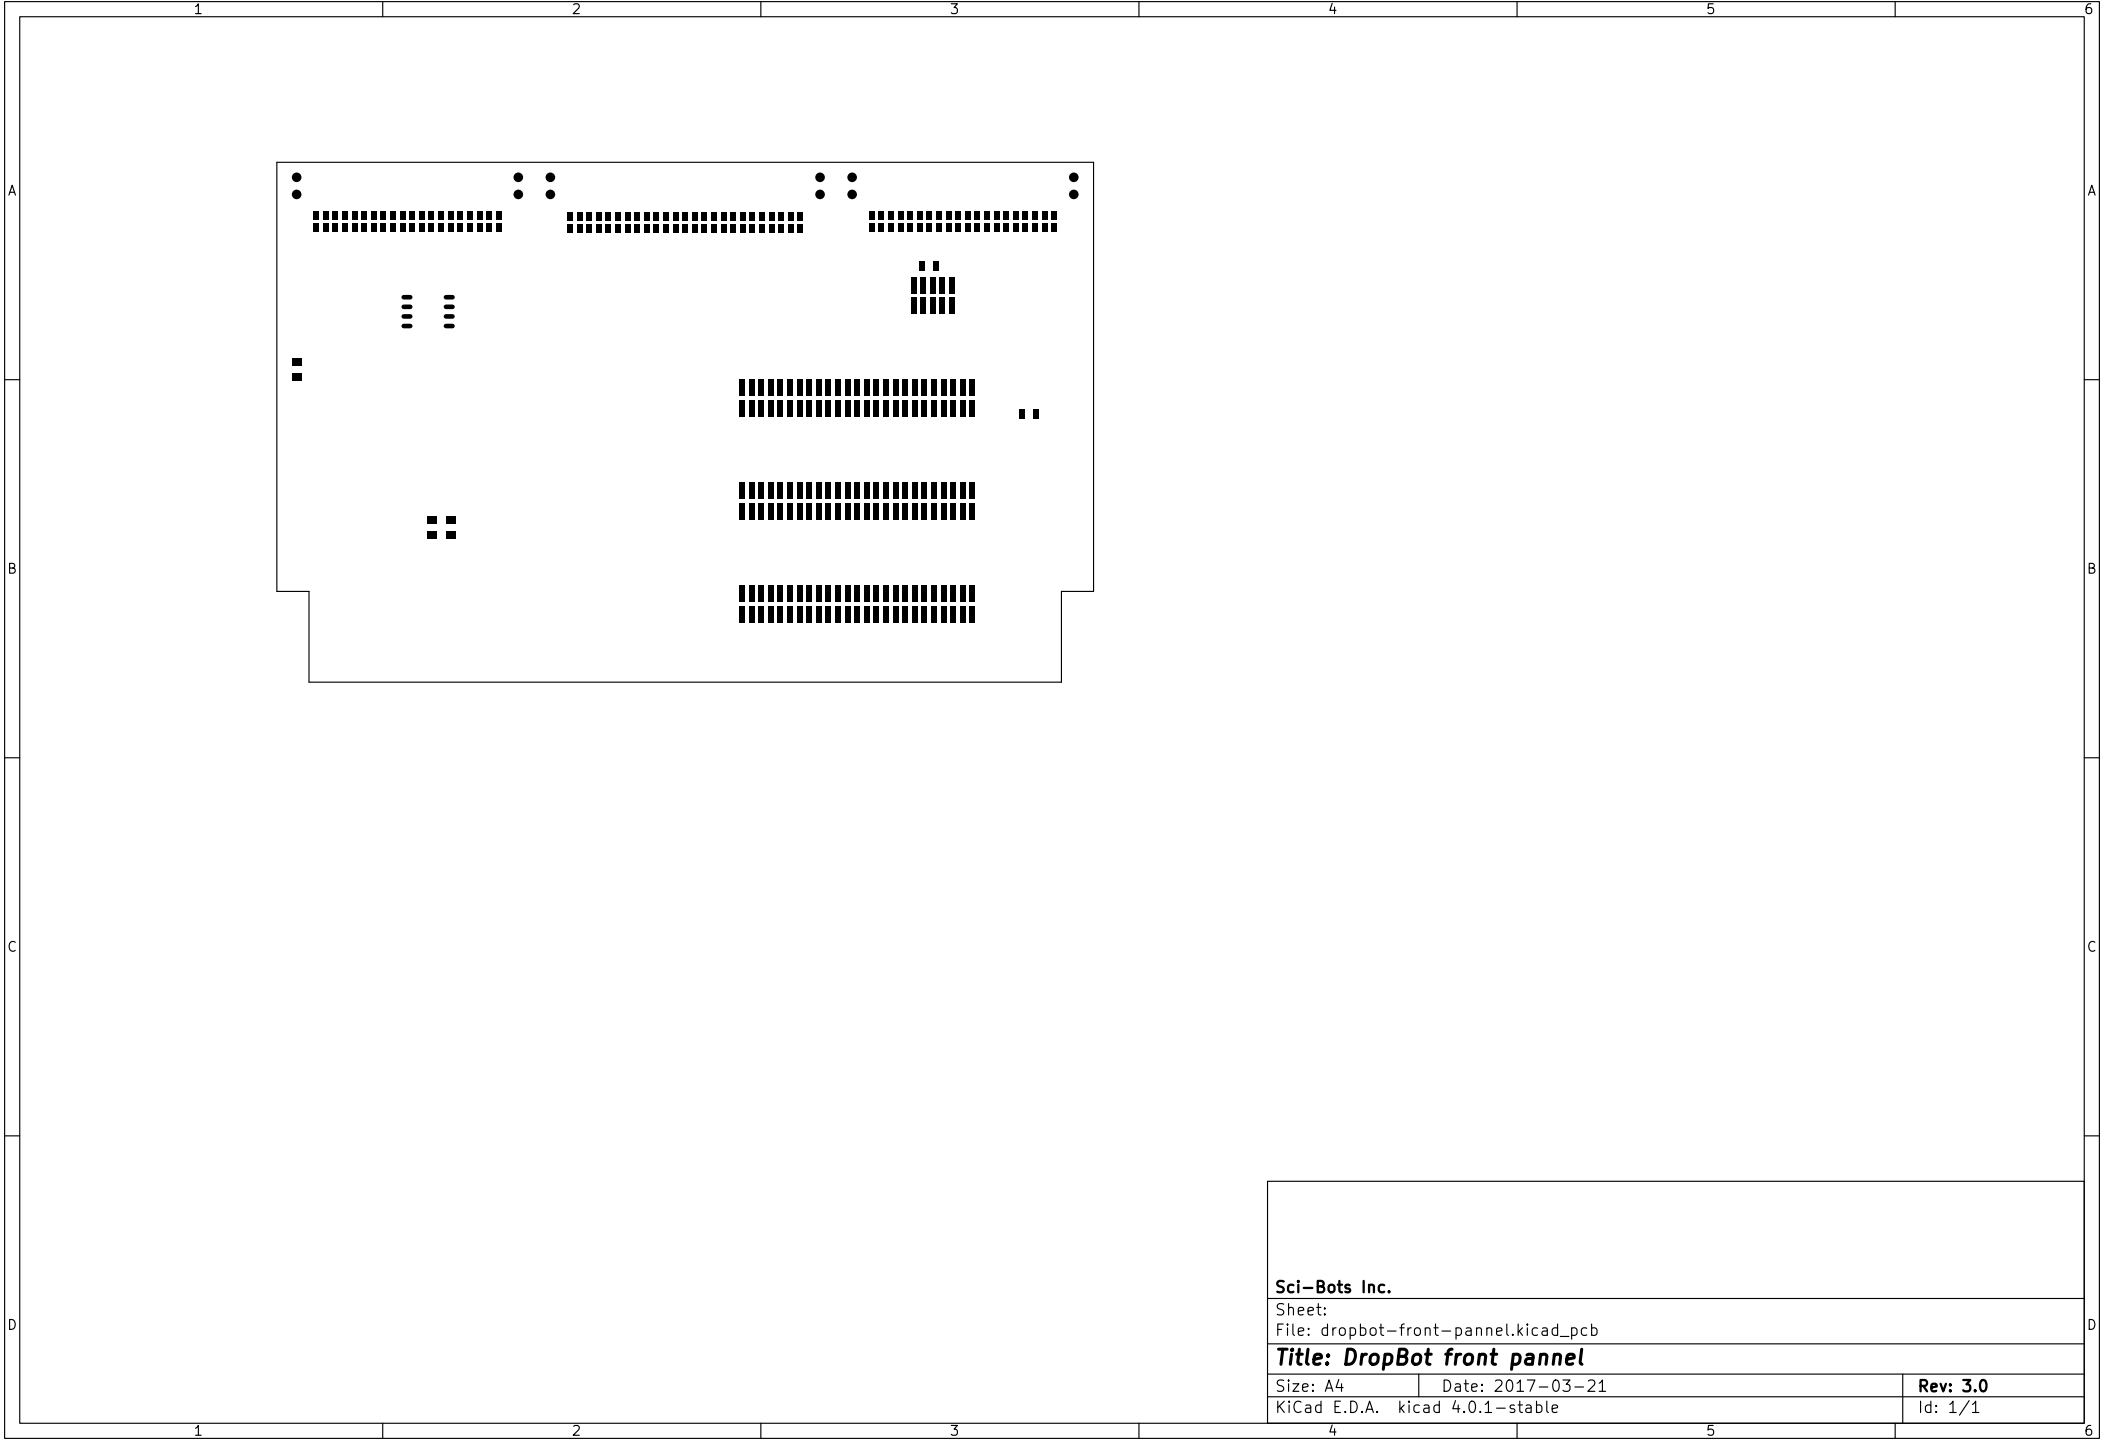 1 2 3 4 5 6
A A
B B
C C
Sci-Bots Inc.
Sheet:
D D
File: dropbot-front-pannel.kicad_pcb
Title: DropBot front pannel
Size: A4 Date: 2017-03-21 Rev: 3.0
KiCad E.D.A. kicad 4.0.1-stable Id: 1/1
1 2 3 4 5 6